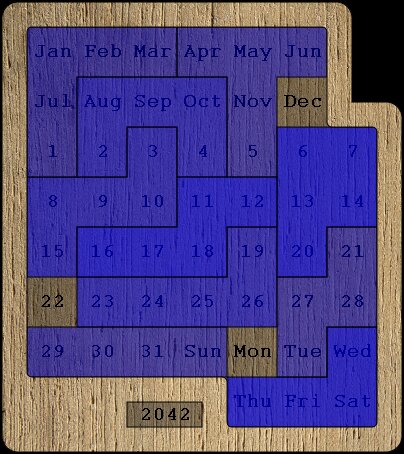 Jan Feb Mar Apr May Jun
Jul Aug Sep Oct Nov Dec
1 2 3 4 5 6 7
8 9 10 11 12 13 14
15 16 17 18 19 20 21
22 23 24 25 26 27 28
29 30 31 Sun Mon Tue Wed
Thu Fri Sat
2042